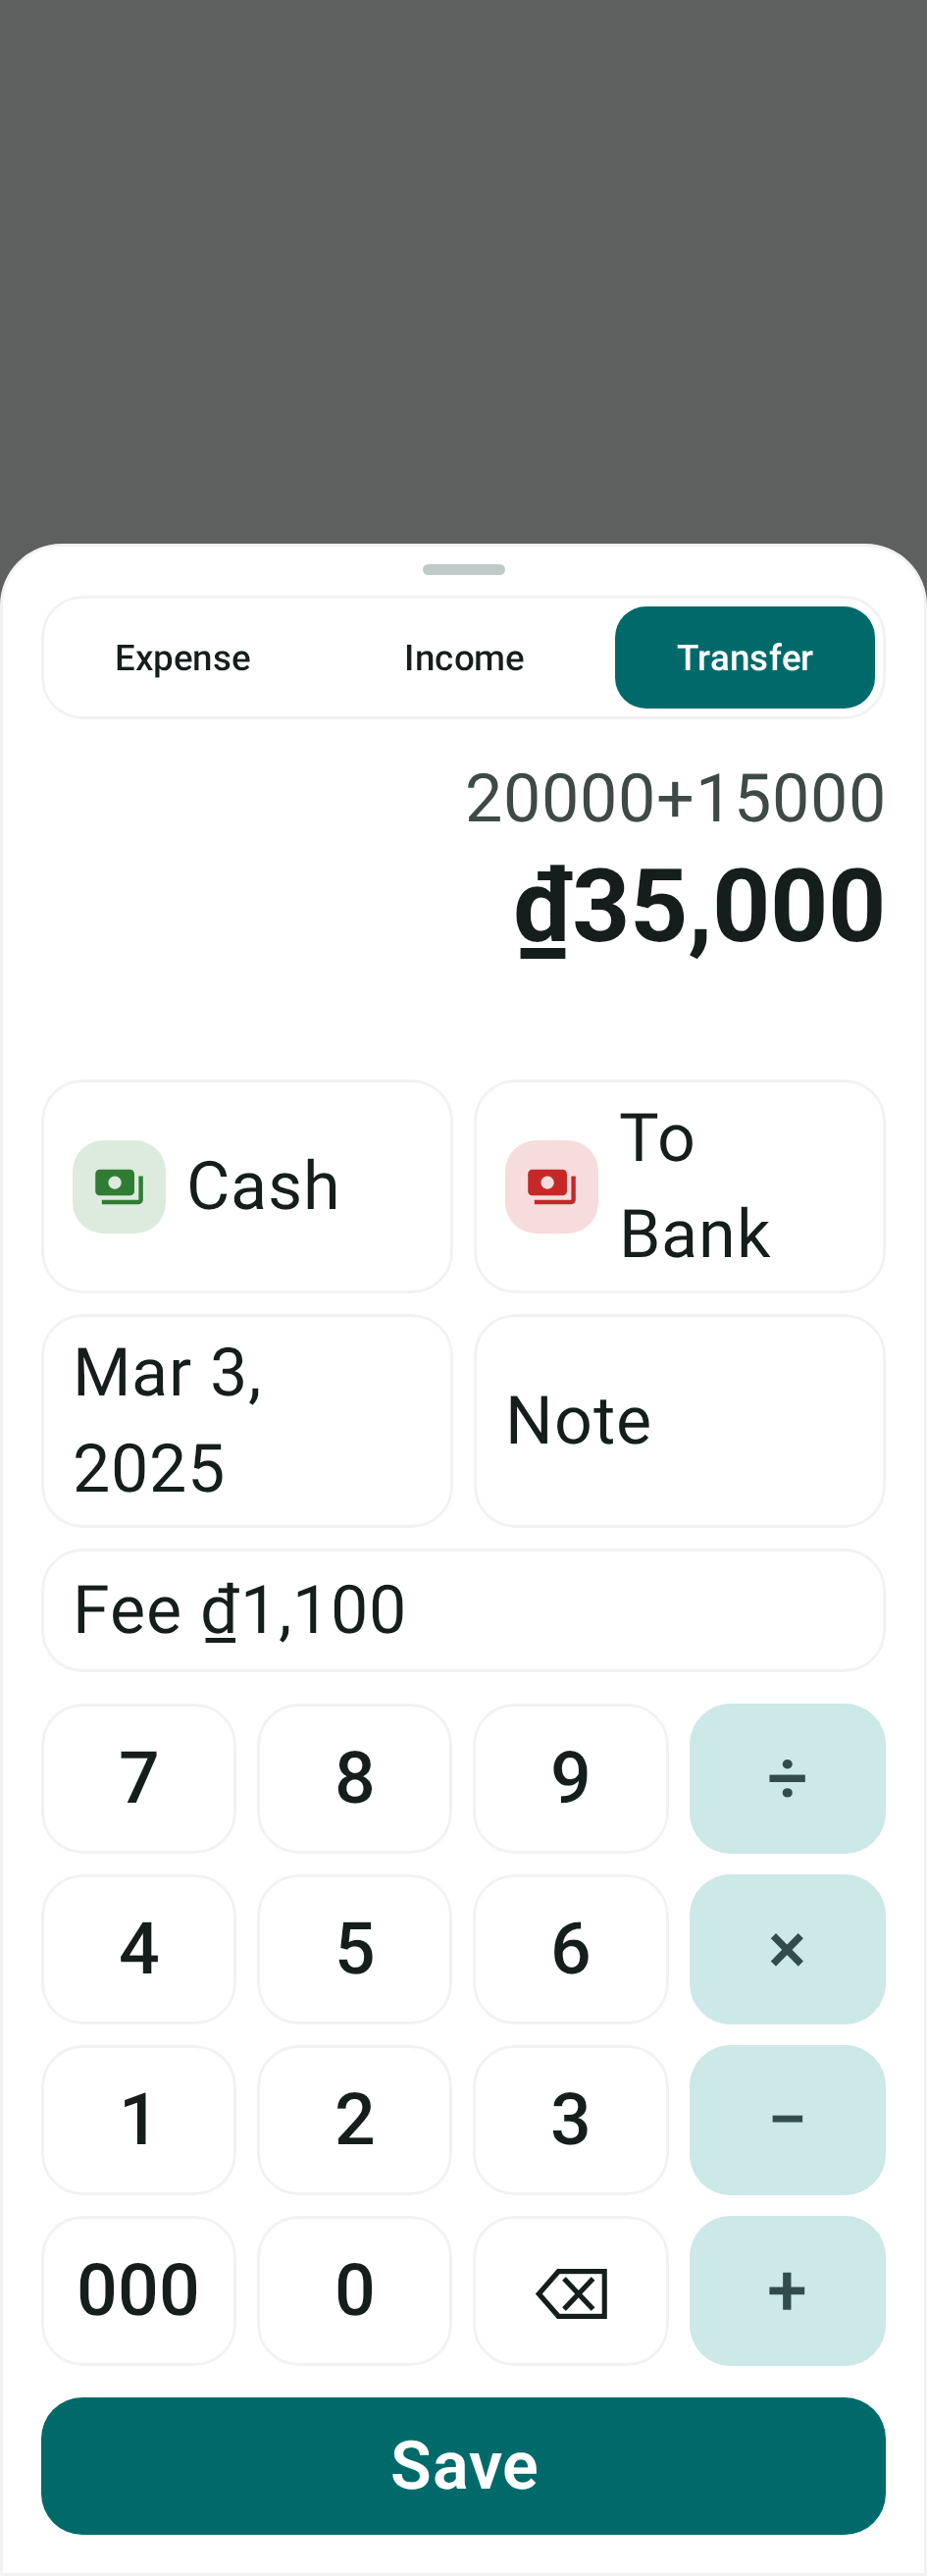 Expense Income Transfer
20000+15000
₫35,000
Cash
To
Bank
Mar 3,
2025
Note
Fee ₫1,100
7 8 9 ÷
4 5 6 ×
1 2 3 −
000 0 +
Save